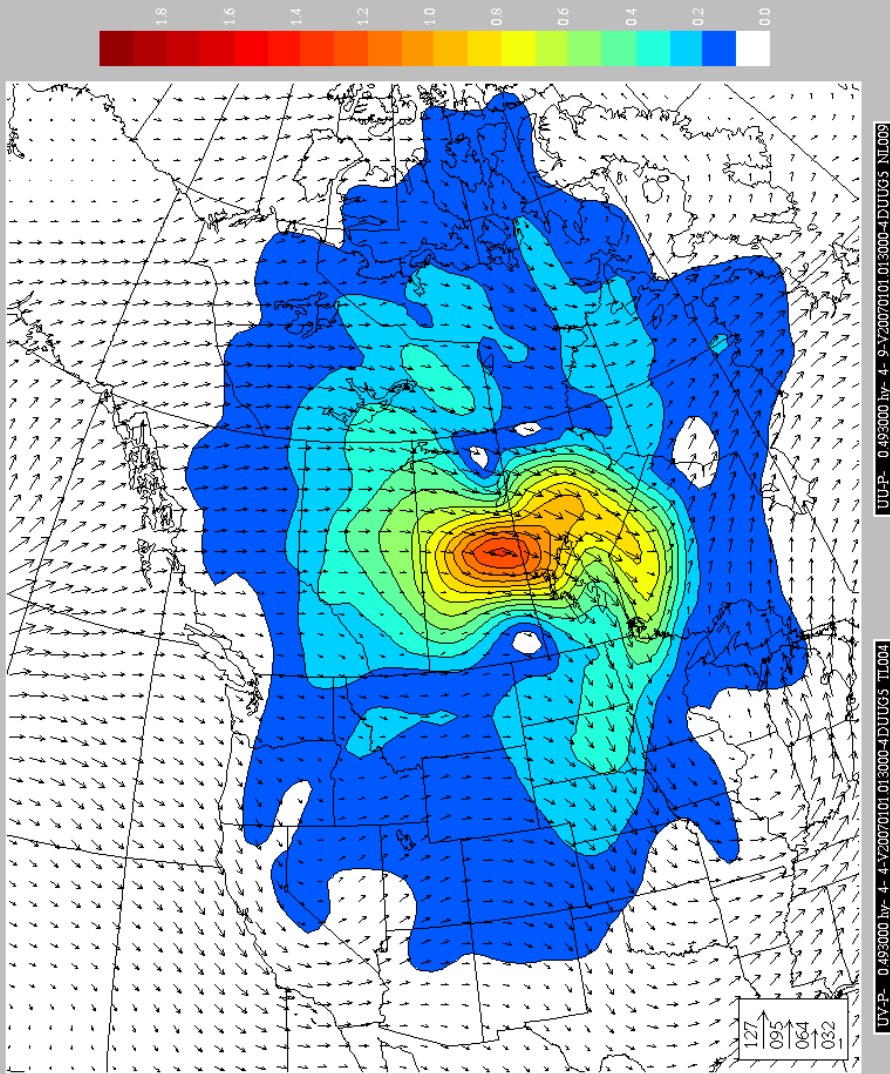 1.8 1.6 1.4 1.2 1.0 0.8 0.6 0.4 0.2 0.0
127
095
064
032
UV-P- 0.493000 hy- 4- 4-V20070101.013000-4DUUGS TL004
UU-P- 0.493000 hy- 4- 9-V20070101.013000-4DUUGS NL009